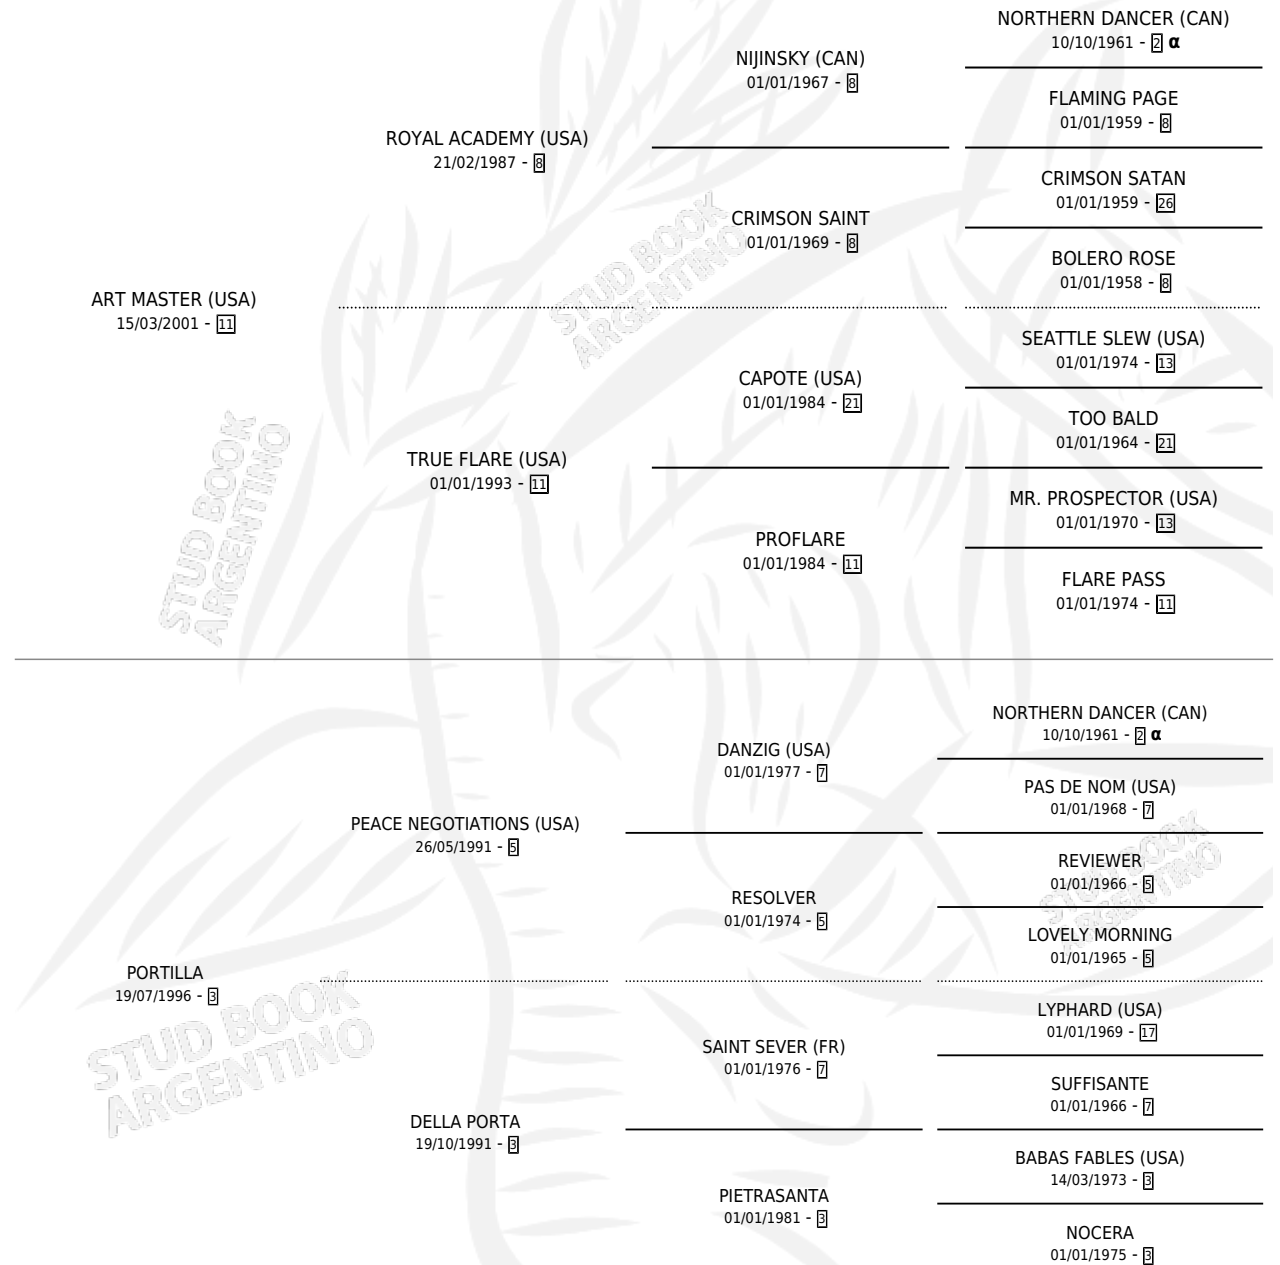 NORTHERN DANCER (CAN)
10/10/1961 - 2 α
NIJINSKY (CAN)
01/01/1967 - 8
FLAMING PAGE
01/01/1959 - 8
ROYAL ACADEMY (USA)
21/02/1987 - 8
CRIMSON SATAN
01/01/1959 - 26
CRIMSON SAINT
01/01/1969 - 8
BOLERO ROSE
01/01/1958 - 8
ART MASTER (USA)
15/03/2001 - 11
SEATTLE SLEW (USA)
01/01/1974 - 13
CAPOTE (USA)
01/01/1984 - 21
TOO BALD
01/01/1964 - 21
TRUE FLARE (USA)
01/01/1993 - 11
MR. PROSPECTOR (USA)
01/01/1970 - 13
PROFLARE
01/01/1984 - 11
FLARE PASS
01/01/1974 - 11
NORTHERN DANCER (CAN)
10/10/1961 - 2 α
DANZIG (USA)
01/01/1977 - 7
PAS DE NOM (USA)
01/01/1968 - 7
PEACE NEGOTIATIONS (USA)
26/05/1991 - 5
REVIEWER
01/01/1966 - 5
RESOLVER
01/01/1974 - 5
LOVELY MORNING
01/01/1965 - 5
PORTILLA
19/07/1996 - 3
LYPHARD (USA)
01/01/1969 - 17
SAINT SEVER (FR)
01/01/1976 - 7
SUFFISANTE
01/01/1966 - 7
DELLA PORTA
19/10/1991 - 3
BABAS FABLES (USA)
14/03/1973 - 3
PIETRASANTA
01/01/1981 - 3
NOCERA
01/01/1975 - 3
STUD BOOK
ARGENTINO
STUD BOOK
ARGENTINO
STUD BOOK
ARGENTINO
STUD BOOK
ARGENTINO